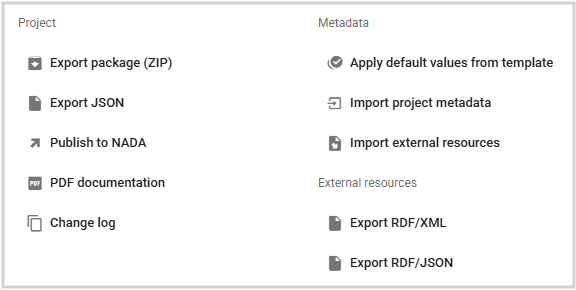 Project
Export package (ZIP)
Export JSON
Publish to NADA
PDF PDF documentation
Change log
Metadata
Apply default values from template
Import project metadata
Import external resources
External resources
Export RDF/XML
Export RDF/JSON